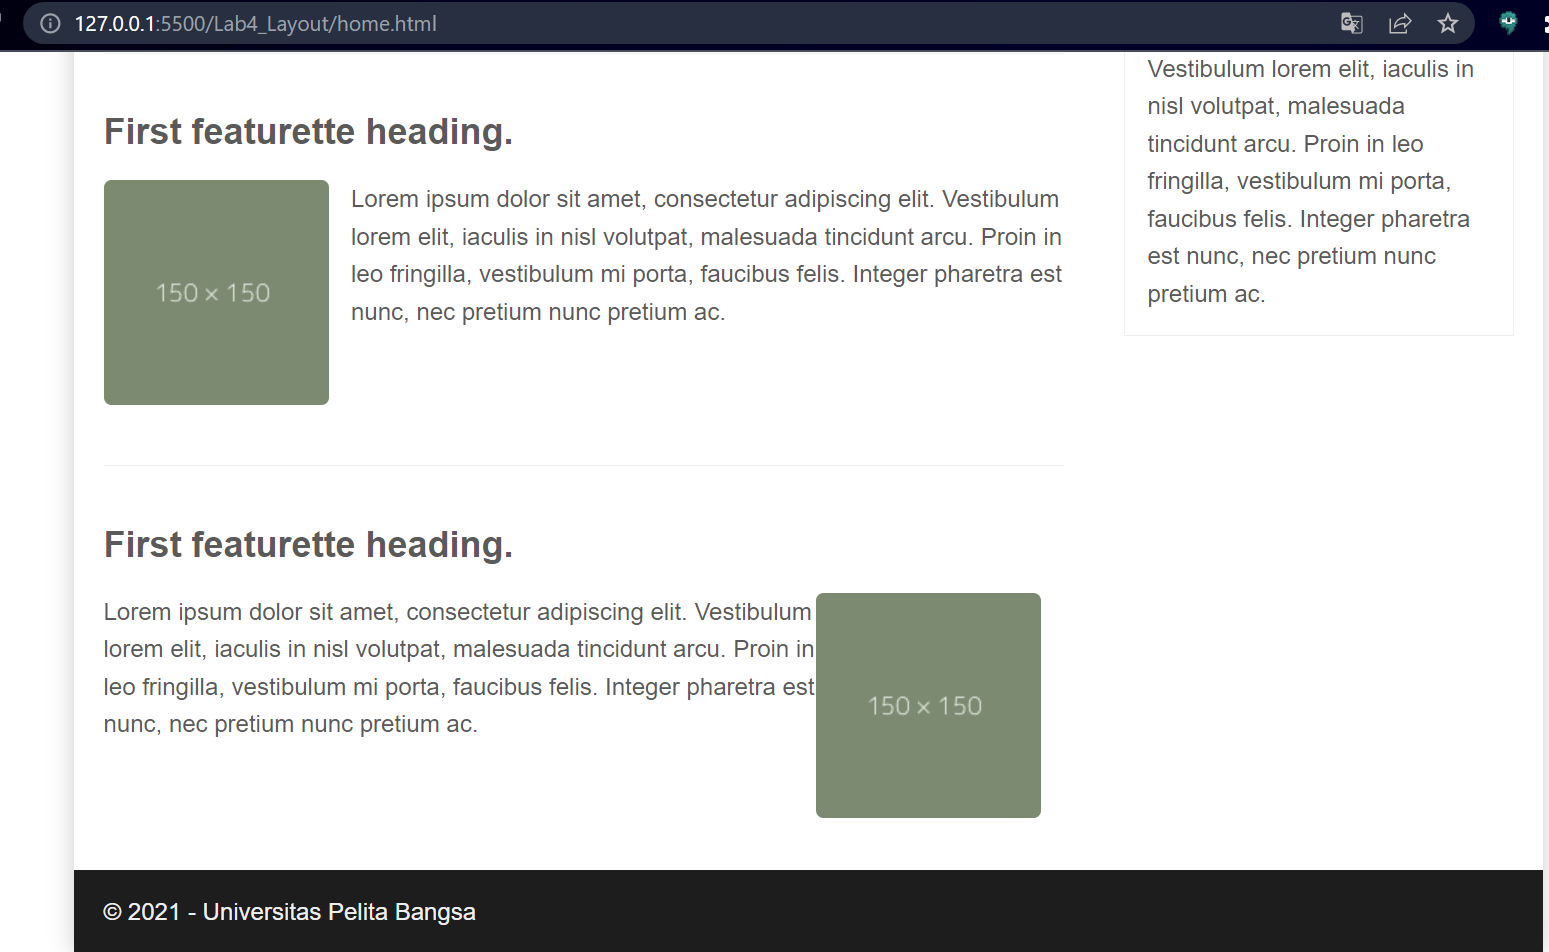 127.0.0.1:5500/Lab4_Layout/home.html
First featurette heading.
150 × 150
Lorem ipsum dolor sit amet, consectetur adipiscing elit. Vestibulum
lorem elit, iaculis in nisl volutpat, malesuada tincidunt arcu. Proin in
leo fringilla, vestibulum mi porta, faucibus felis. Integer pharetra est
nunc, nec pretium nunc pretium ac.
First featurette heading.
Lorem ipsum dolor sit amet, consectetur adipiscing elit. Vestibulum
lorem elit, iaculis in nisl volutpat, malesuada tincidunt arcu. Proin in
leo fringilla, vestibulum mi porta, faucibus felis. Integer pharetra est
nunc, nec pretium nunc pretium ac.
150 × 150
Vestibulum lorem elit, iaculis in
nisl volutpat, malesuada
tincidunt arcu. Proin in leo
fringilla, vestibulum mi porta,
faucibus felis. Integer pharetra
est nunc, nec pretium nunc
pretium ac.
© 2021 - Universitas Pelita Bangsa